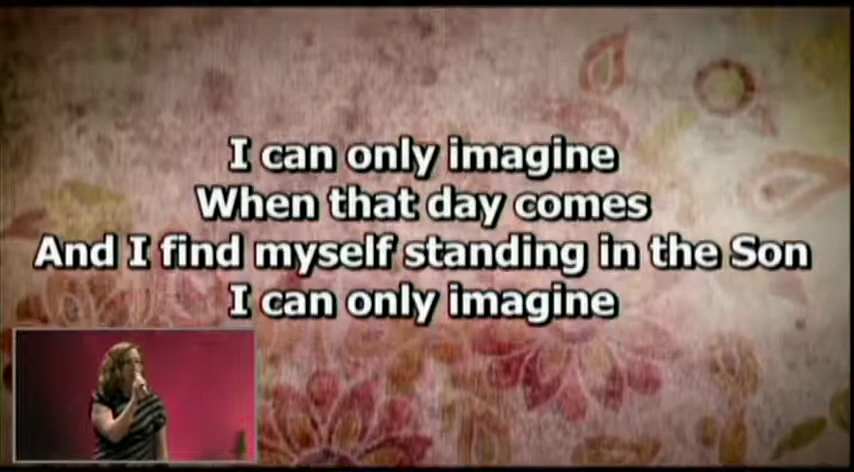 I can only imagine
When that day comes
And I find myself standing in the Son
I can only imagine